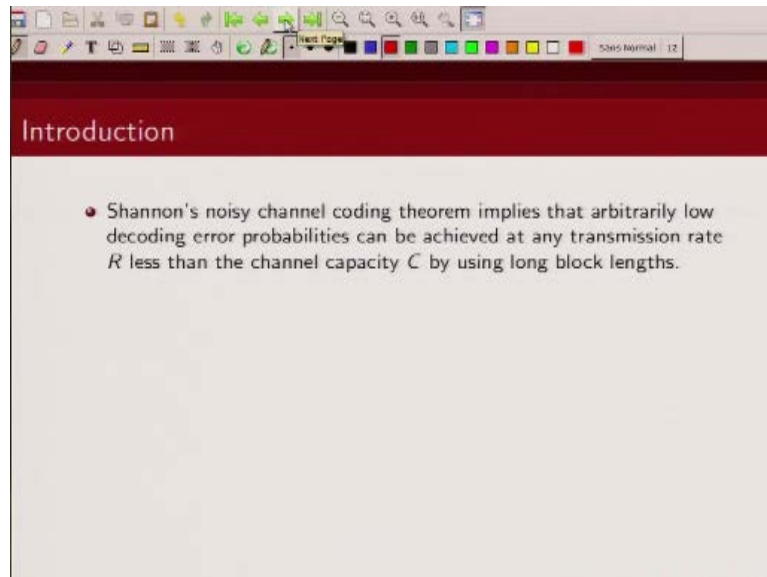 T
Next Page
Sans Normal 12
Introduction
Shannon's noisy channel coding theorem implies that arbitrarily low
decoding error probabilities can be achieved at any transmission rate
R less than the channel capacity C by using long block lengths.